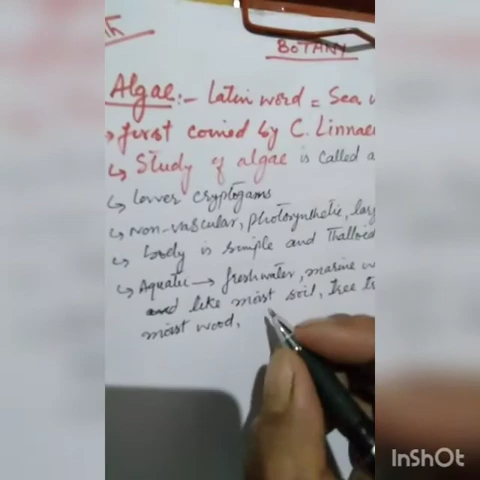 BOTANY
Algae:- Latin word = Sea
first coined by C. Linnae
Study of algae is called a
Lower cryptogams
non-vascular, photosynthetic, lar
body is simple and Thalloid
Aquatic → freshwater, marine w
and like moist soil, tree t
moist wood,
InShOt